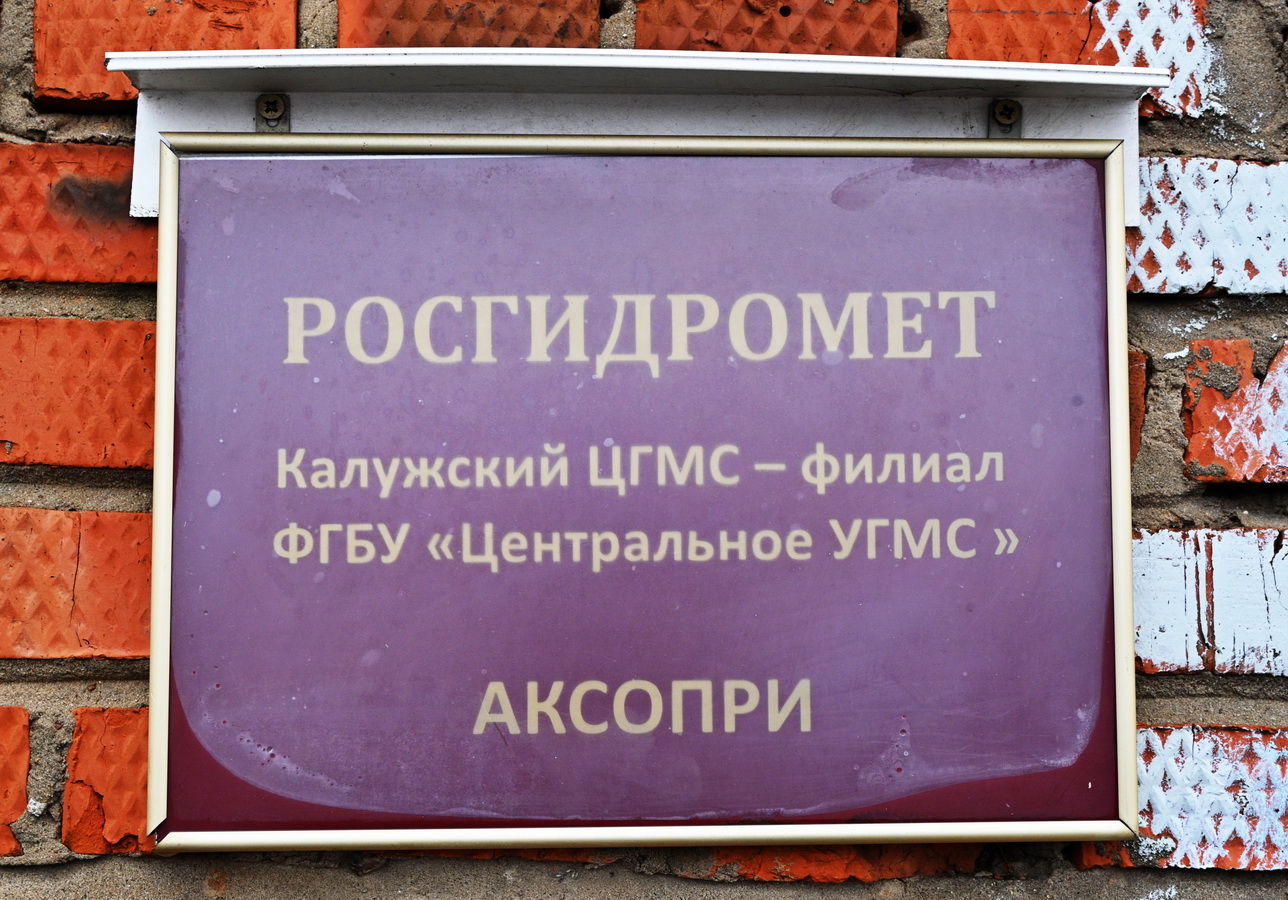 РОСГИДРОМЕТ
Калужский ЦГМС – филиал
ФГБУ «Центральное УГМС »
АКСОПРИ